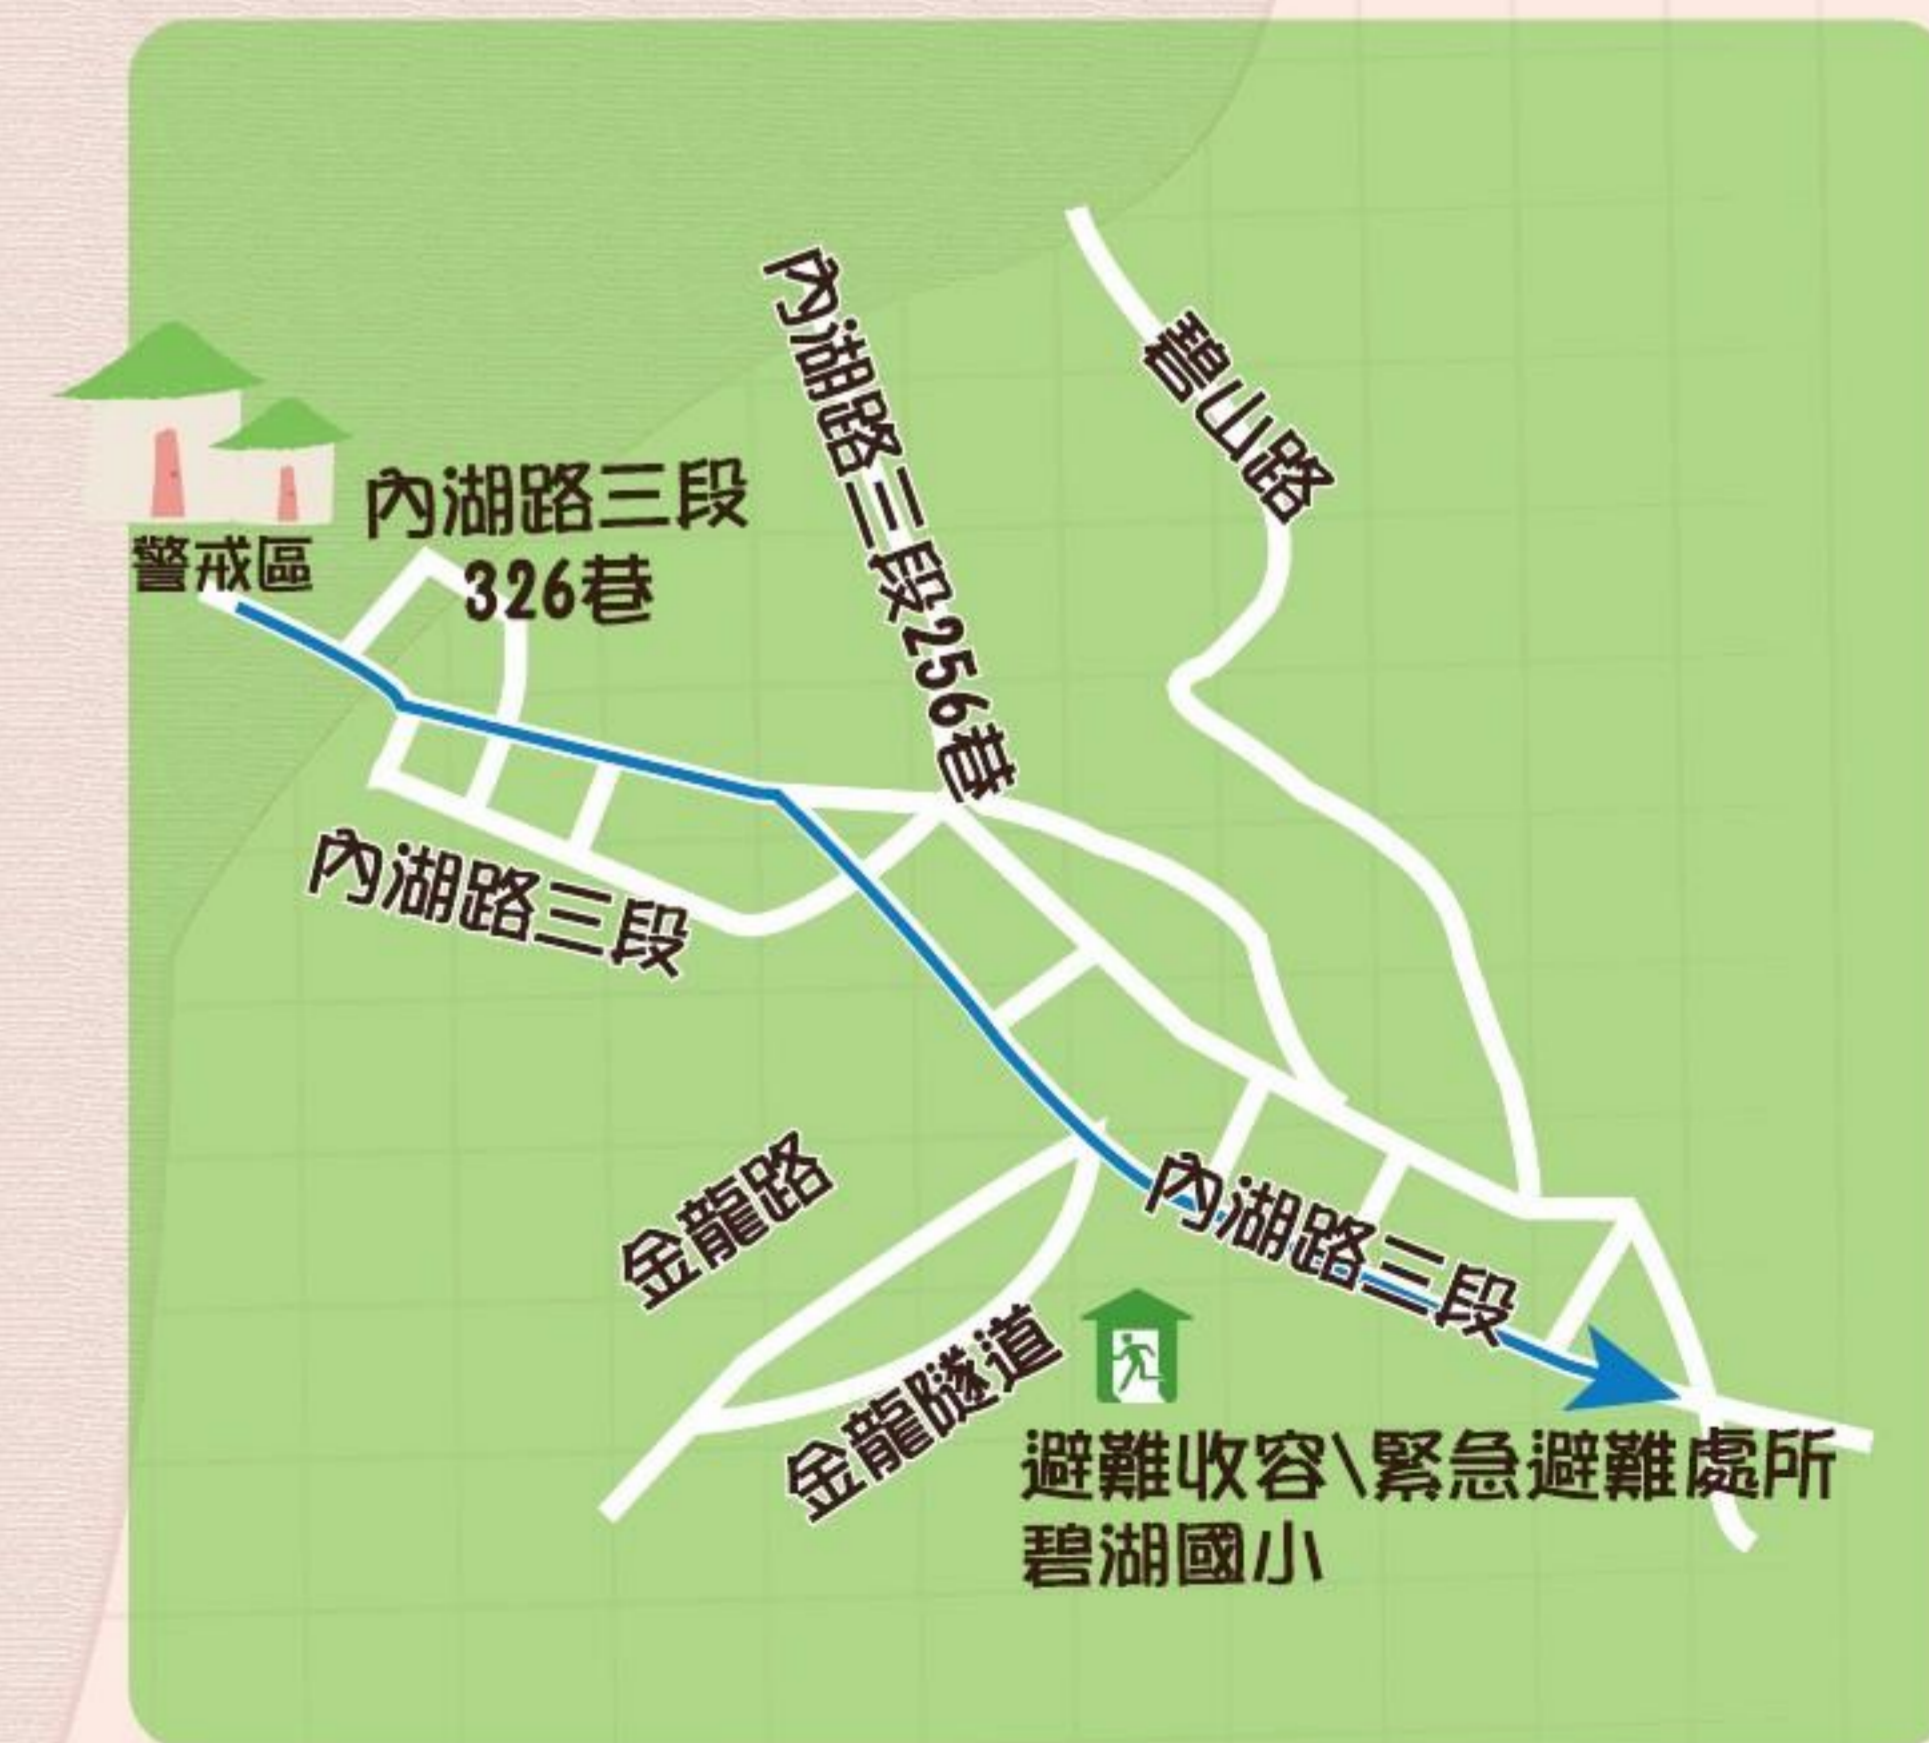 內湖路三段256巷
碧山路
內湖路三段
326巷
警戒區
內湖路三段
金龍路
內湖路三段
金龍隧道
避難收容\緊急避難處所
碧湖國小